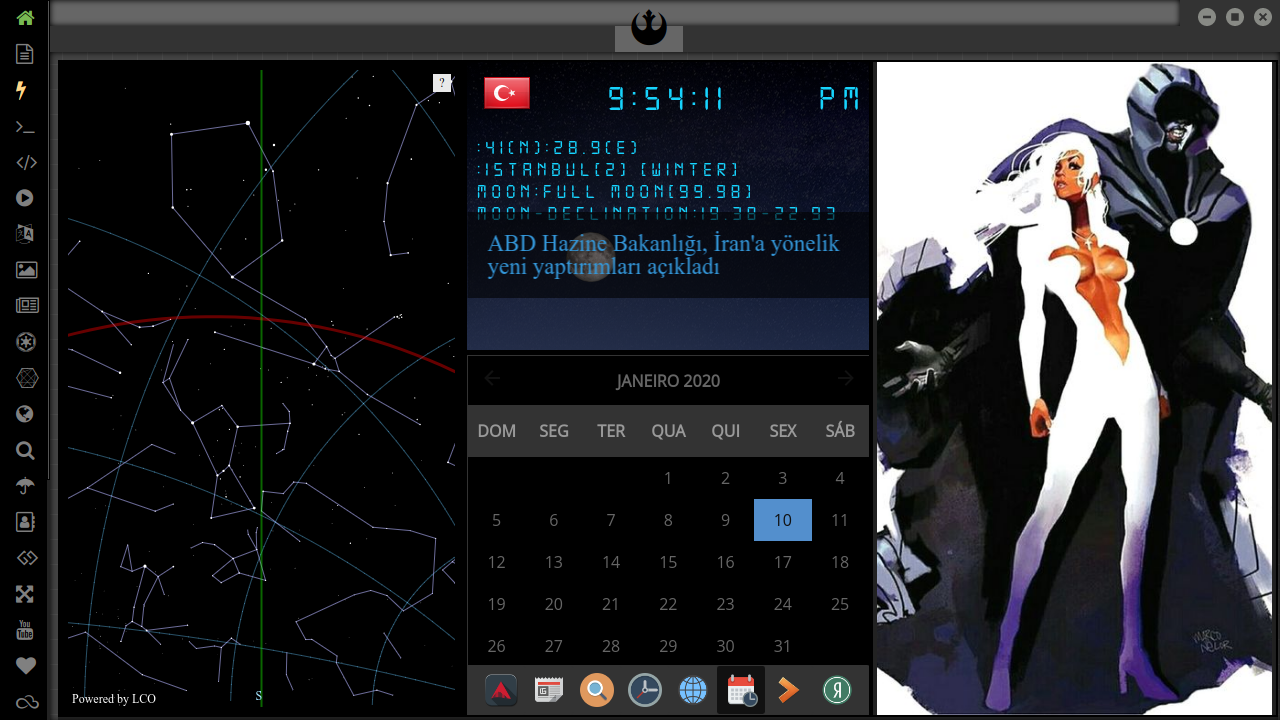 ?
9:54:11 PM
:41(N):28.9(E)
:ISTANBUL(2) (WINTER)
MOON:FULL MOON(99.98)
MOON-DECLINATION:19.38-22.93
ABD Hazine Bakanlığı, İran'a yönelik
yeni yaptırımları açıkladı
JANEIRO 2020
DOM SEG TER QUA QUI SEX SÁB
1 2 3 4
5 6 7 8 9 10 11
12 13 14 15 16 17 18
19 20 21 22 23 24 25
26 27 28 29 30 31
Powered by LCO
S
You
Tube